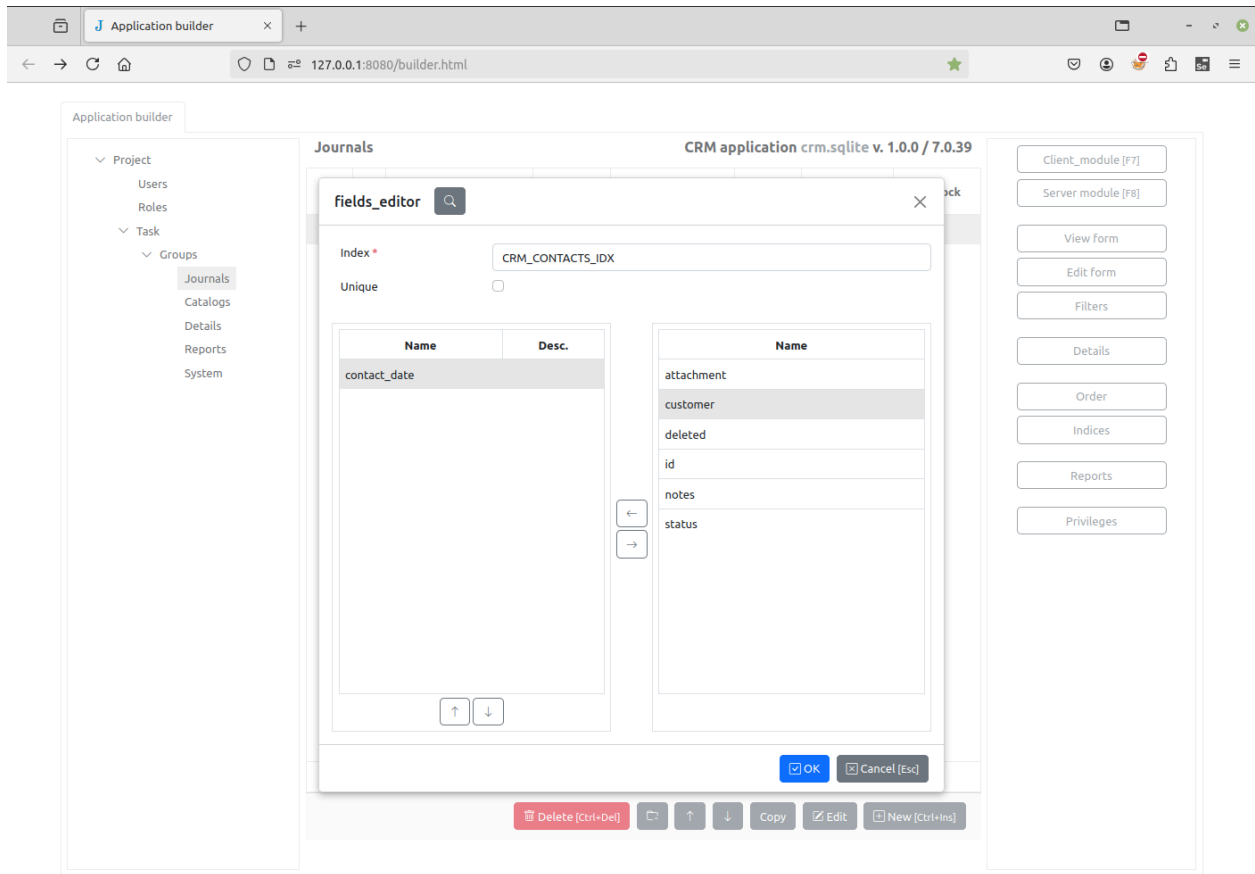 Application builder
127.0.0.1:8080/builder.html
Application builder
Project
Users
Roles
Task
Groups
Journals
Catalogs
Details
Reports
System
Journals
CRM application crm.sqlite v. 1.0.0 / 7.0.39
ock
fields_editor
Index *
CRM_CONTACTS_IDX
Unique
Name Desc.
contact_date
Name
attachment
customer
deleted
id
notes
status
OK
Cancel [Esc]
Delete [Ctrl+Del]
Copy
Edit
New [Ctrl+Ins]
Client_module [F7]
Server module [F8]
View form
Edit form
Filters
Details
Order
Indices
Reports
Privileges